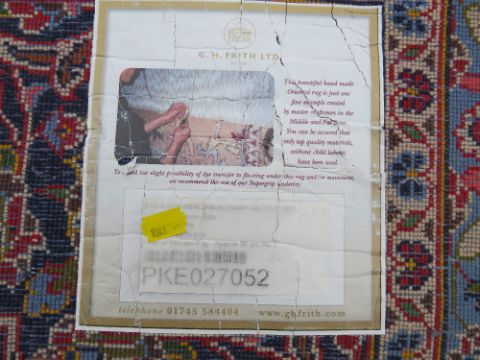 G. H. FRITH LTD
This beautiful hand made
Oriental rug is just one
fine example created
by master craftsmen in the
Middle and Far East.
You can be assured that
only top quality materials,
without child labour
have been used.
To avoid the slight possibility of dye transfer to flooring under this rug and/or movement,
we recommend the use of our Supergrip underlay
PKE027052
telephone 01745 584404
www.ghfrith.com